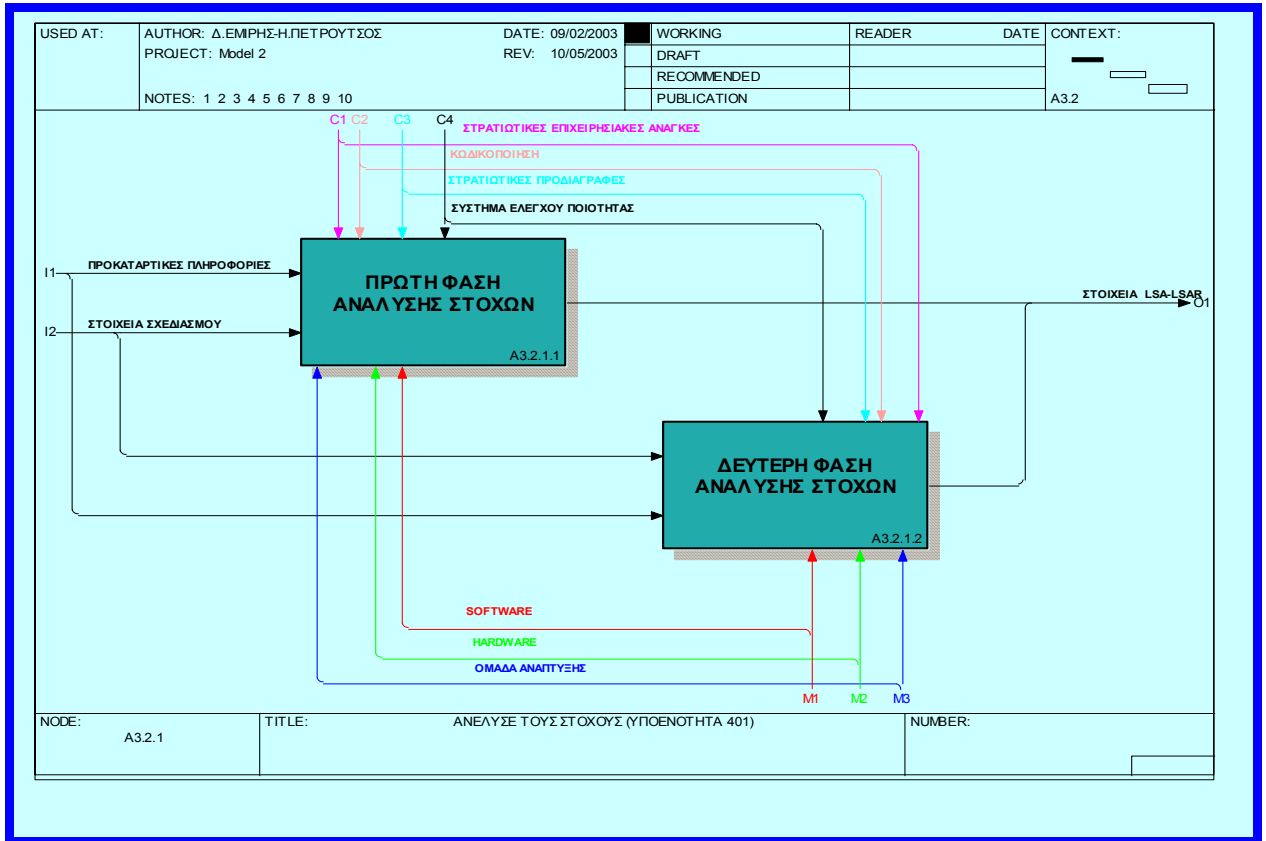 USED AT:
AUTHOR: Δ.ΕΜΙΡΗΣ-Η.ΠΕΤΡΟΥΤΣΟΣ
DATE: 09/02/2003
WORKING
READER
DATE
CONTEXT:
PROJECT: Model 2
REV: 10/05/2003
DRAFT
RECOMMENDED
NOTES: 1 2 3 4 5 6 7 8 9 10
PUBLICATION
A3.2
C1 C2 C3 C4
ΣΤΡΑΤΙΩΤΙΚΕΣ ΕΠΙΧΕΙΡΗΣΙΑΚΕΣ ΑΝΑΓΚΕΣ
ΚΩΔΙΚΟΠΟΙΗΣΗ
ΣΤΡΑΤΙΩΤΙΚΕΣ ΠΡΟΔΙΑΓΡΑΦΕΣ
ΣΥΣΤΗΜΑ ΕΛΕΓΧΟΥ ΠΟΙΟΤΗΤΑΣ
I1
ΠΡΟΚΑΤΑΡΤΙΚΕΣ ΠΛΗΡΟΦΟΡΙΕΣ
ΠΡΩΤΗ ΦΑΣΗ
ΑΝΑΛΥΣΗΣ ΣΤΟΧΩΝ
A3.2.1.1
ΣΤΟΙΧΕΙΑ LSA-LSAR
O1
I2
ΣΤΟΙΧΕΙΑ ΣΧΕΔΙΑΣΜΟΥ
ΔΕΥΤΕΡΗ ΦΑΣΗ
ΑΝΑΛΥΣΗΣ ΣΤΟΧΩΝ
A3.2.1.2
SOFTWARE
HARDWARE
ΟΜΑΔΑ ΑΝΑΠΤΥΞΗΣ
M1 M2 M3
NODE:
A3.2.1
TITLE:
ΑΝΕΛΥΣΕ ΤΟΥΣ ΣΤΟΧΟΥΣ (ΥΠΟΕΝΟΤΗΤΑ 401)
NUMBER: